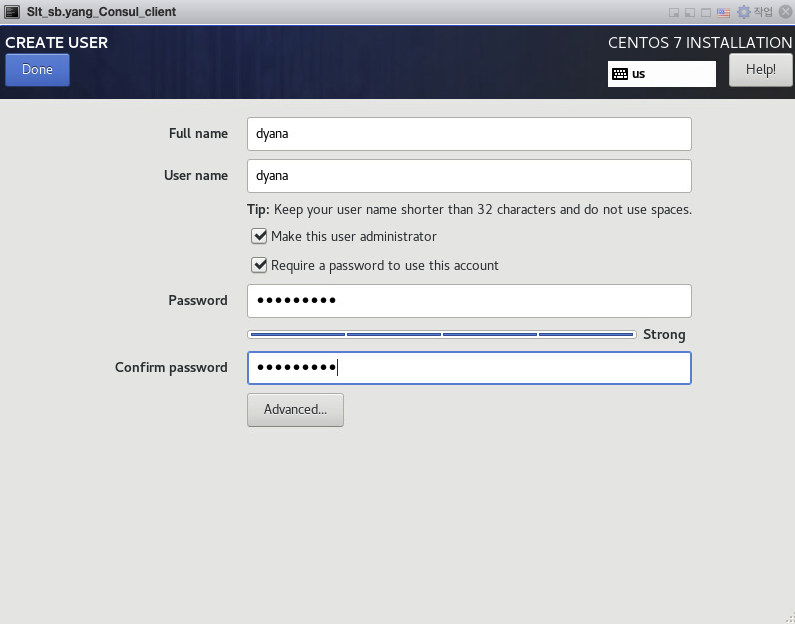 Slt_sb.yang_Consul_client
작업
CREATE USER
CENTOS 7 INSTALLATION
Done
us
Help!
Full name
dyana
User name
dyana
Tip: Keep your user name shorter than 32 characters and do not use spaces.
Make this user administrator
Require a password to use this account
Password
●●●●●●●●●
Strong
Confirm password
●●●●●●●●●
Advanced...